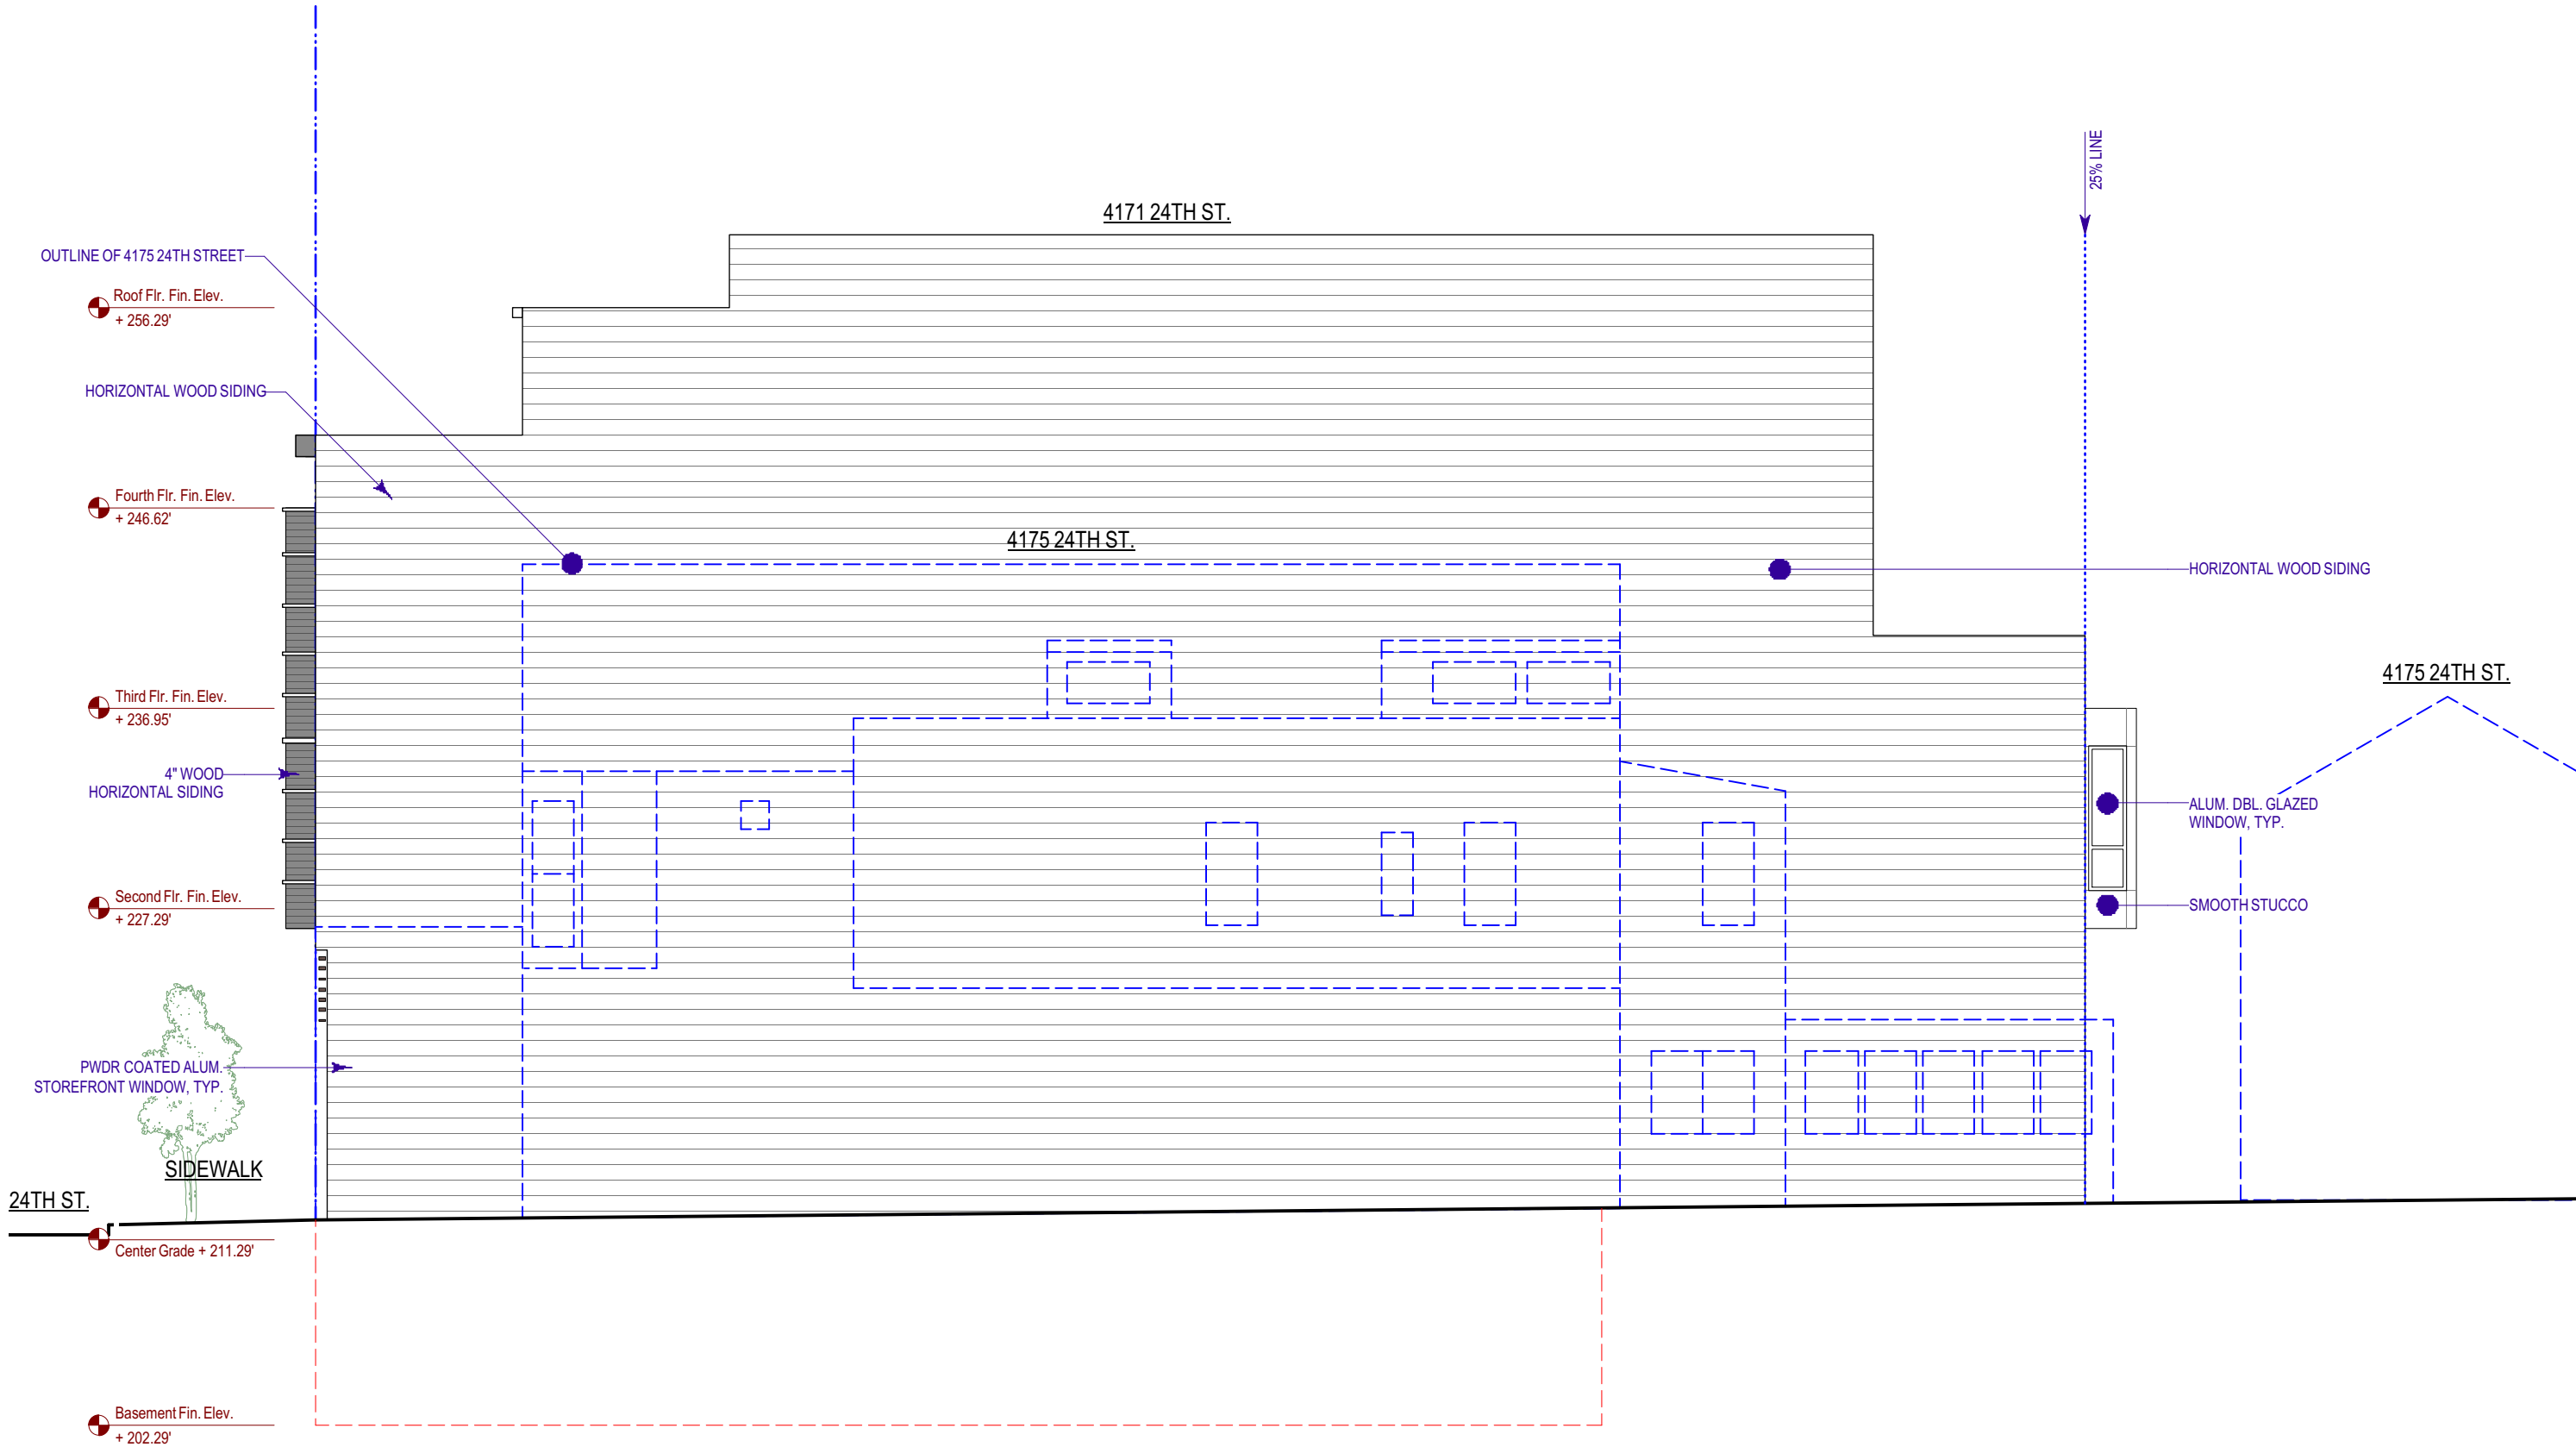 25% LINE
4171 24TH ST.
OUTLINE OF 4175 24TH STREET
Roof Flr. Fin. Elev.
+ 256.29'
HORIZONTAL WOOD SIDING
Fourth Flr. Fin. Elev.
+ 246.62'
4175 24TH ST.
HORIZONTAL WOOD SIDING
4175 24TH ST.
Third Flr. Fin. Elev.
+ 236.95'
4" WOOD
HORIZONTAL SIDING
ALUM. DBL. GLAZED
WINDOW, TYP.
Second Flr. Fin. Elev.
+ 227.29'
SMOOTH STUCCO
PWDR COATED ALUM.
STOREFRONT WINDOW, TYP.
SIDEWALK
24TH ST.
Center Grade + 211.29'
Basement Fin. Elev.
+ 202.29'